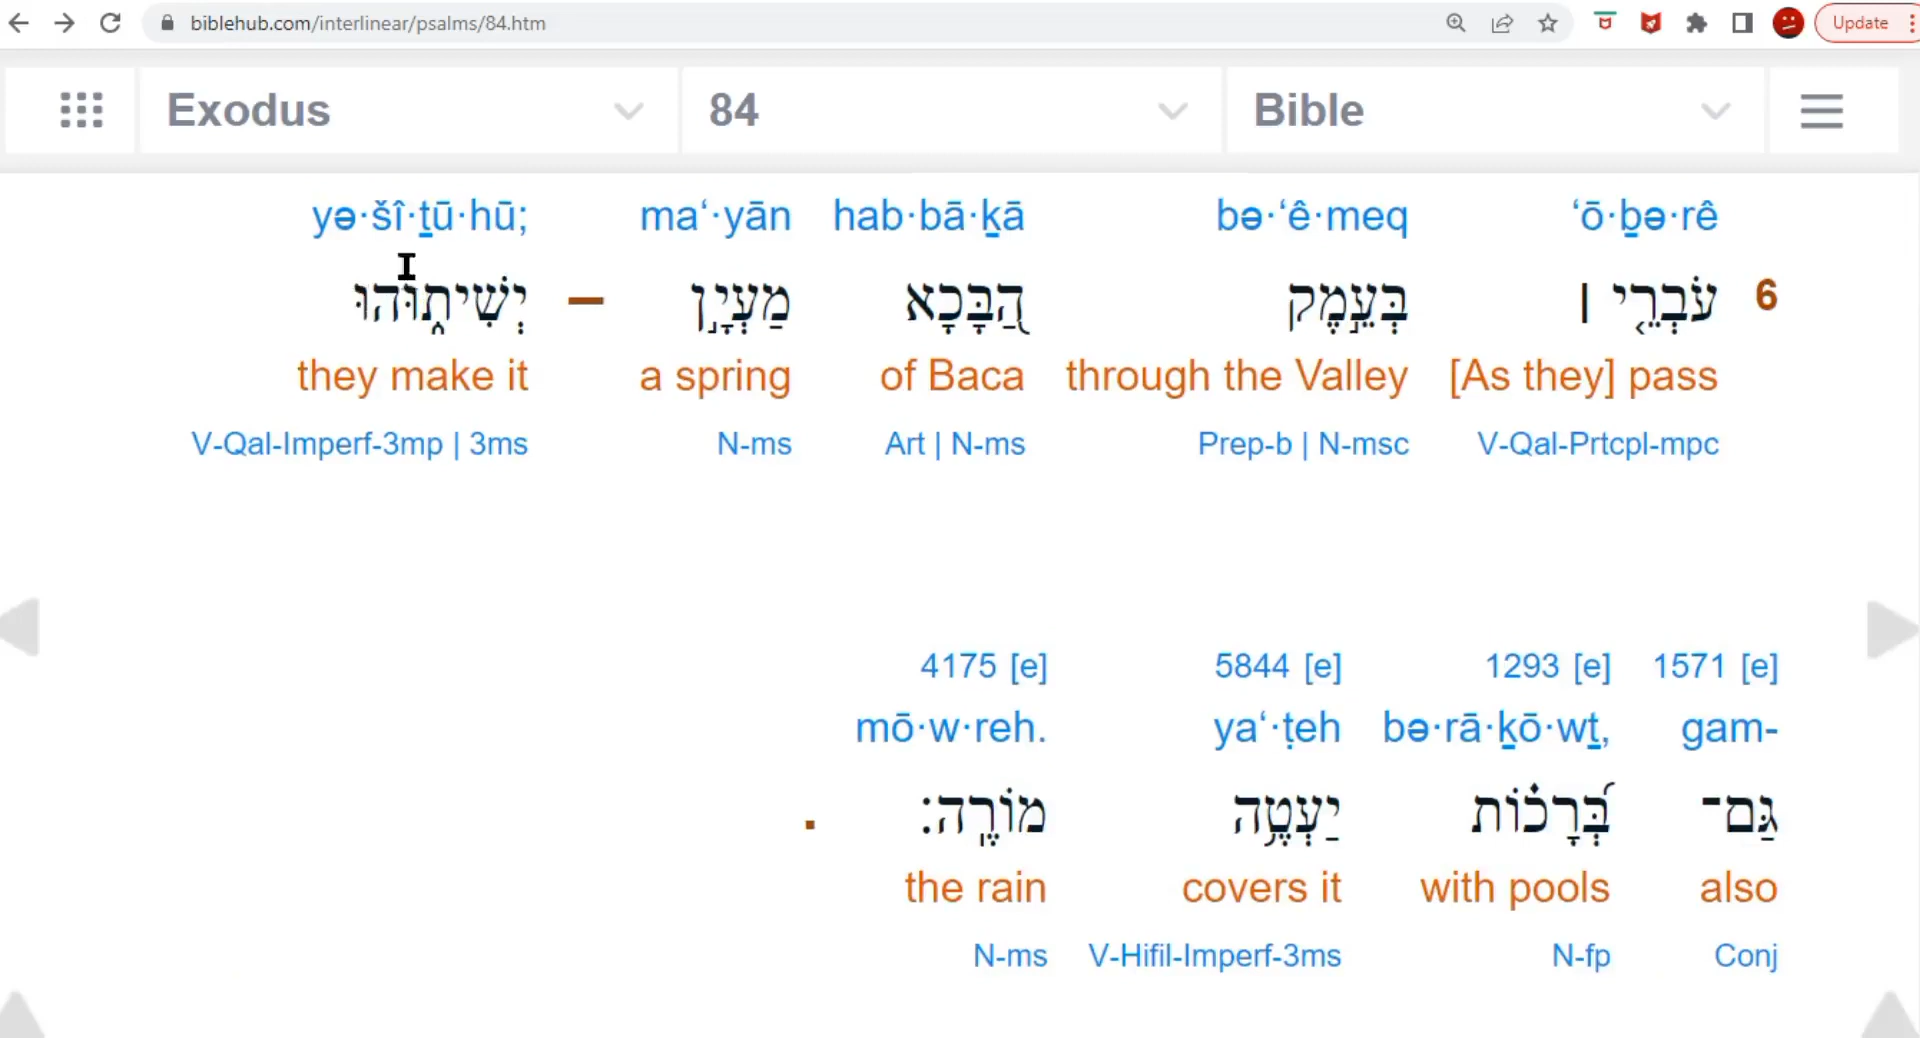 biblehub.com/interlinear/psalms/84.htm Update
Exodus 84 Bible
yə·šî·ṯū·hū; ma‘·yān hab·bā·ḵā bə·‘ê·meq ‘ō·ḇə·rê
6 עֹבְרֵ֤י ׀ בְּעֵ֣מֶק הַ֭בָּכָא מַעְיָ֣ן – יְשִׁית֑וּהוּ
they make it a spring of Baca through the Valley [As they] pass
V-Qal-Imperf-3mp | 3ms N-ms Art | N-ms Prep-b | N-msc V-Qal-Prtcpl-mpc
4175 [e] 5844 [e] 1293 [e] 1571 [e]
mō·w·reh. ya‘·ṭeh bə·rā·ḵō·wṯ, gam-
גַּם־ בְּ֝רָכ֗וֹת יַעְטֶ֥ה מוֹרֶֽה׃ .
the rain covers it with pools also
N-ms V-Hifil-Imperf-3ms N-fp Conj